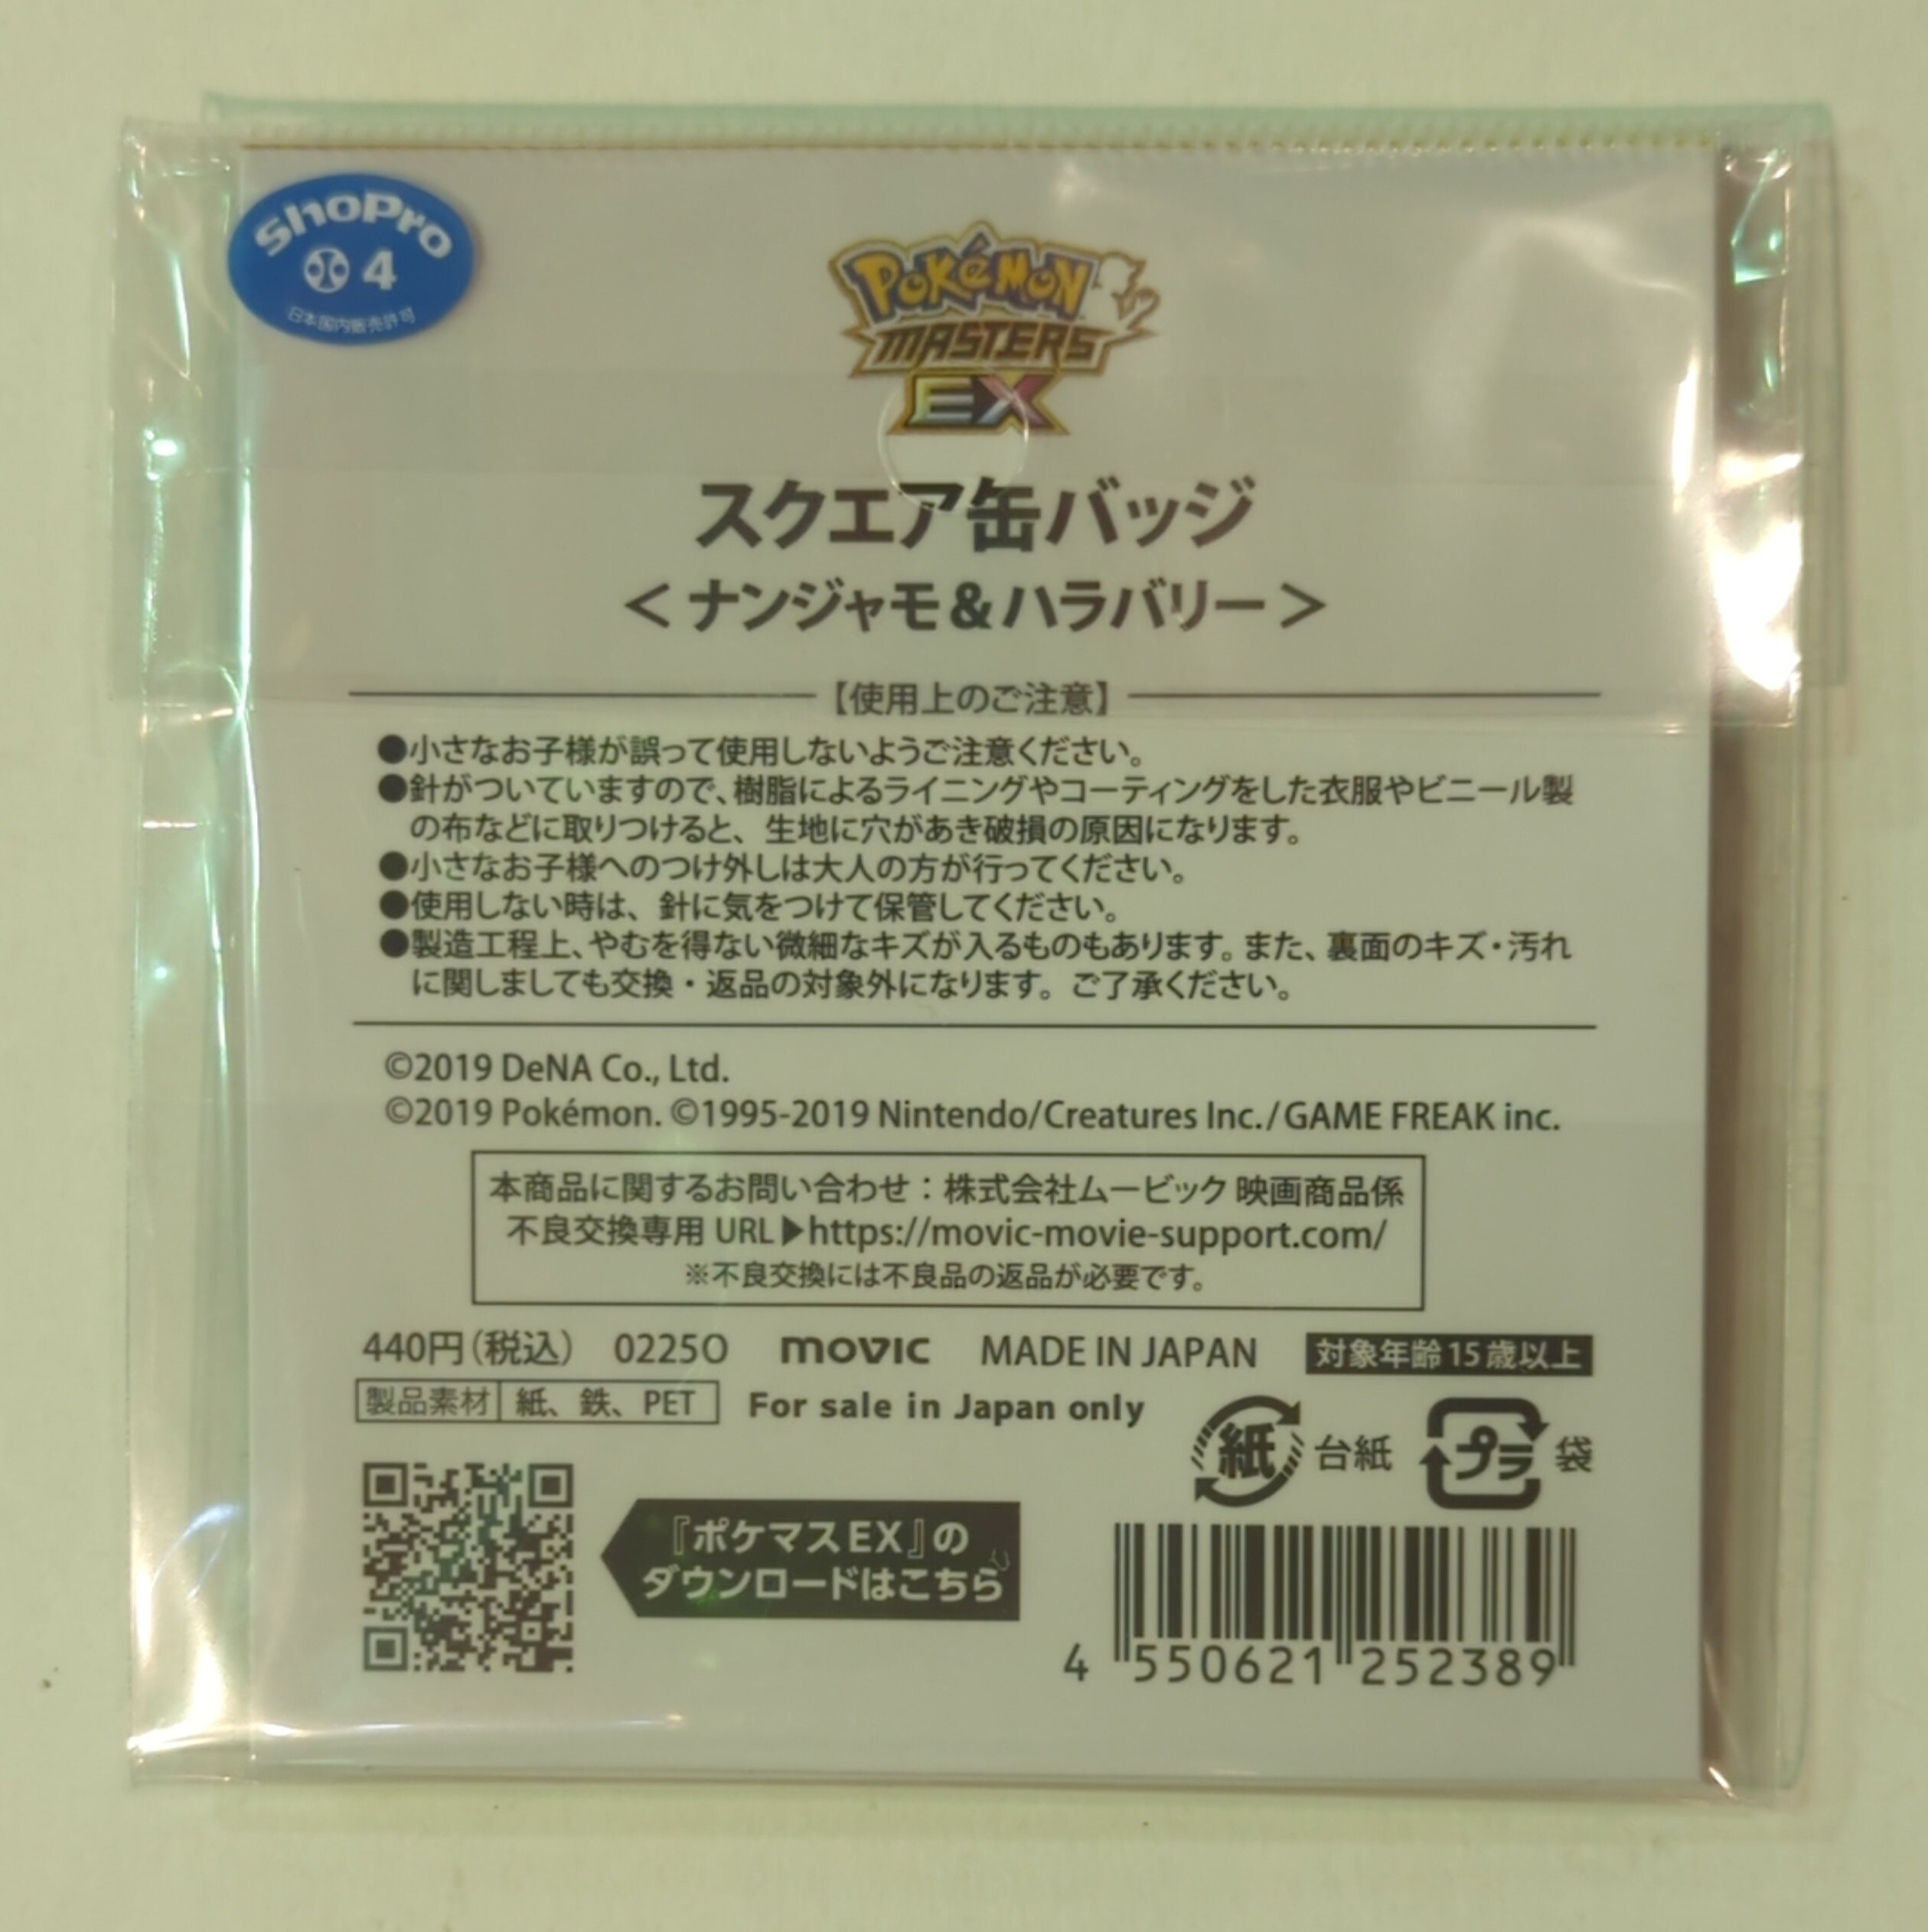 ShoPro
4
日本国内販売許可
Pokémon
MASTERS
EX
スクエア缶バッジ
＜ナンジャモ&ハラバリー＞
【使用上のご注意】
●小さなお子様が誤って使用しないようご注意ください。
●針がついていますので、樹脂によるライニングやコーティングをした衣服やビニール製
の布などに取りつけると、生地に穴があき破損の原因になります。
●小さなお子様へのつけ外しは大人の方が行ってください。
●使用しない時は、針に気をつけて保管してください。
●製造工程上、やむを得ない微細なキズが入るものもあります。また、裏面のキズ・汚れ
に関しましても交換・返品の対象外になります。ご了承ください。
©2019 DeNA Co., Ltd.
©2019 Pokémon. ©1995-2019 Nintendo/Creatures Inc./GAME FREAK inc.
本商品に関するお問い合わせ：株式会社ムービック 映画商品係
不良交換専用 URL▶https://movic-movie-support.com/
※不良交換には不良品の返品が必要です。
440円（税込） 0225O movic MADE IN JAPAN 対象年齢15歳以上
製品素材 紙、鉄、PET For sale in Japan only
紙 台紙 プラ 袋
『ポケマスEX』の
ダウンロードはこちら
4 550621 252389